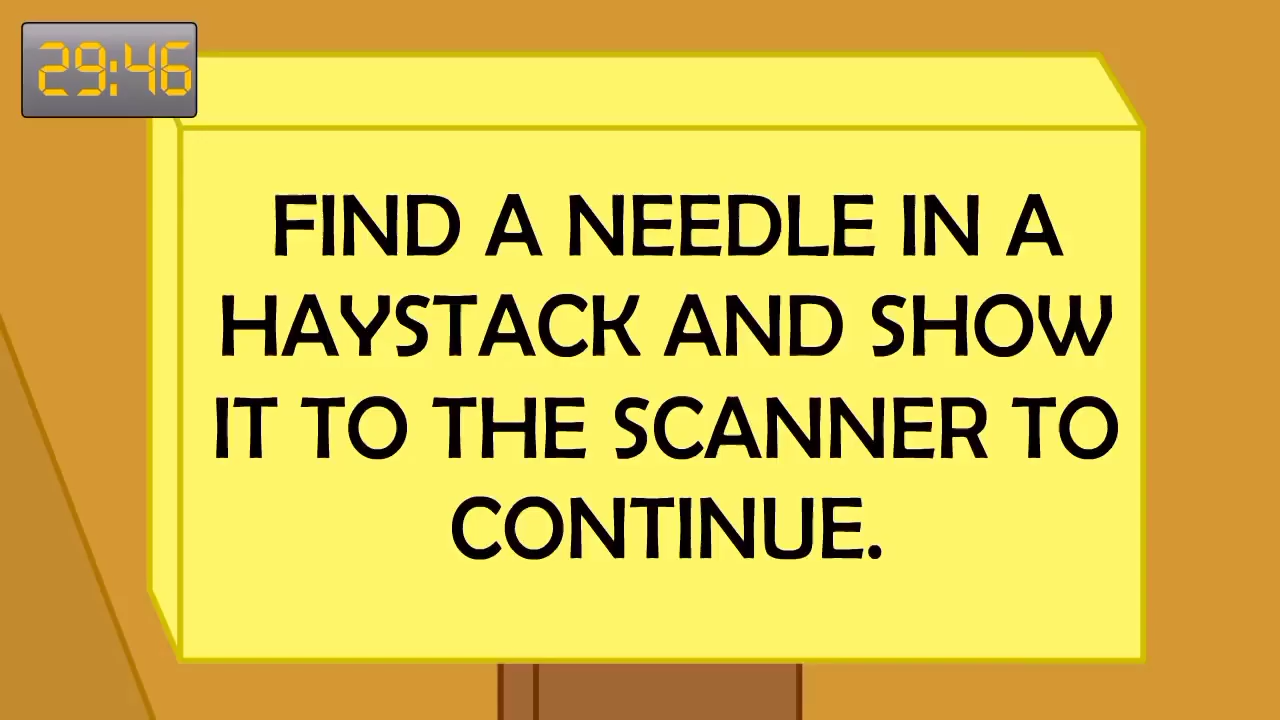 29:46
FIND A NEEDLE IN A
HAYSTACK AND SHOW
IT TO THE SCANNER TO
CONTINUE.